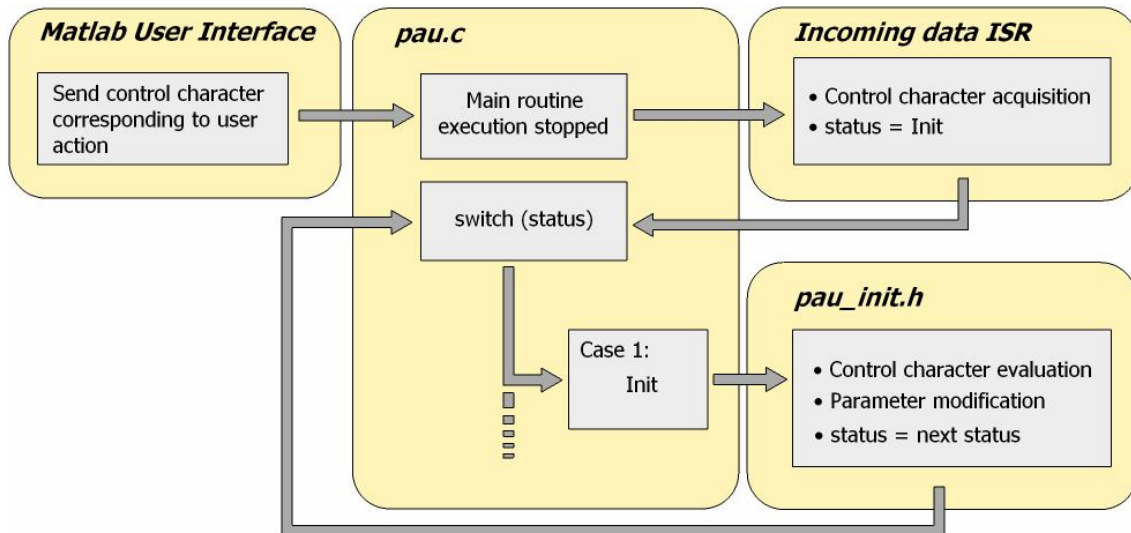 Matlab User Interface
Send control character
corresponding to user
action
pau.c
Main routine
execution stopped
switch (status)
Case 1:
Init
Incoming data ISR
• Control character acquisition
• status = Init
pau_init.h
• Control character evaluation
• Parameter modification
• status = next status